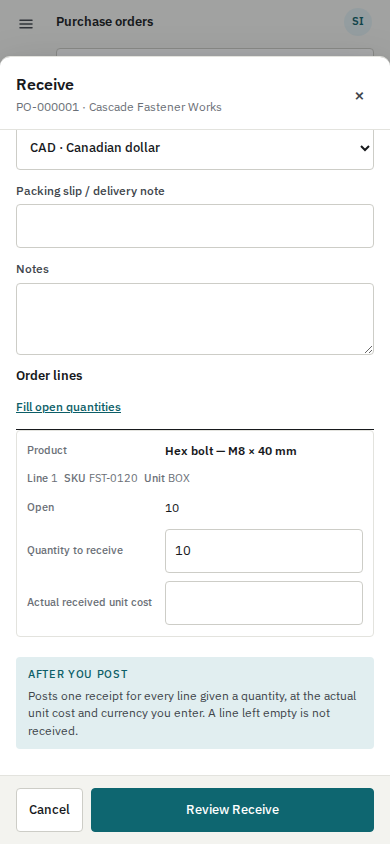 Purchase orders
SI
Receive
PO-000001 · Cascade Fastener Works
×
CAD · Canadian dollar
Packing slip / delivery note
Notes
Order lines
Fill open quantities
Product Hex bolt — M8 × 40 mm
Line 1 SKU FST-0120 Unit BOX
Open 10
Quantity to receive 10
Actual received unit cost
AFTER YOU POST
Posts one receipt for every line given a quantity, at the actual
unit cost and currency you enter. A line left empty is not
received.
Cancel Review Receive